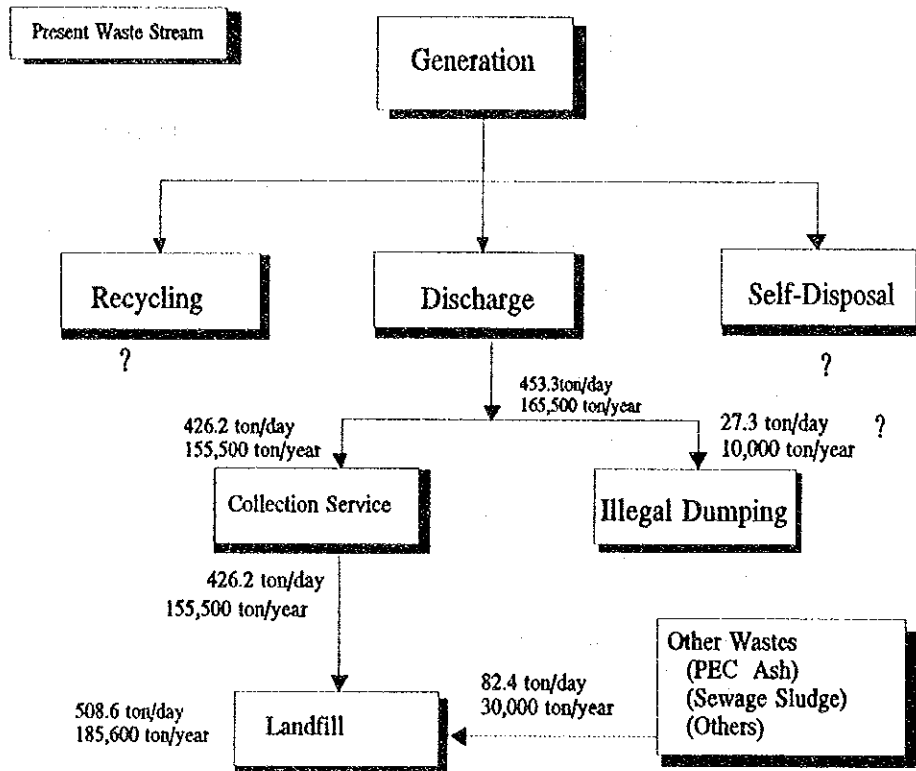 Present Waste Stream
Generation
Recycling
Discharge
Self-Disposal
?
?
453.3ton/day
165,500 ton/year
426.2 ton/day
155,500 ton/year
27.3 ton/day
10,000 ton/year
?
Collection Service
Illegal Dumping
426.2 ton/day
155,500 ton/year
Other Wastes
(PEC Ash)
(Sewage Sludge)
(Others)
82.4 ton/day
30,000 ton/year
508.6 ton/day
185,600 ton/year
Landfill